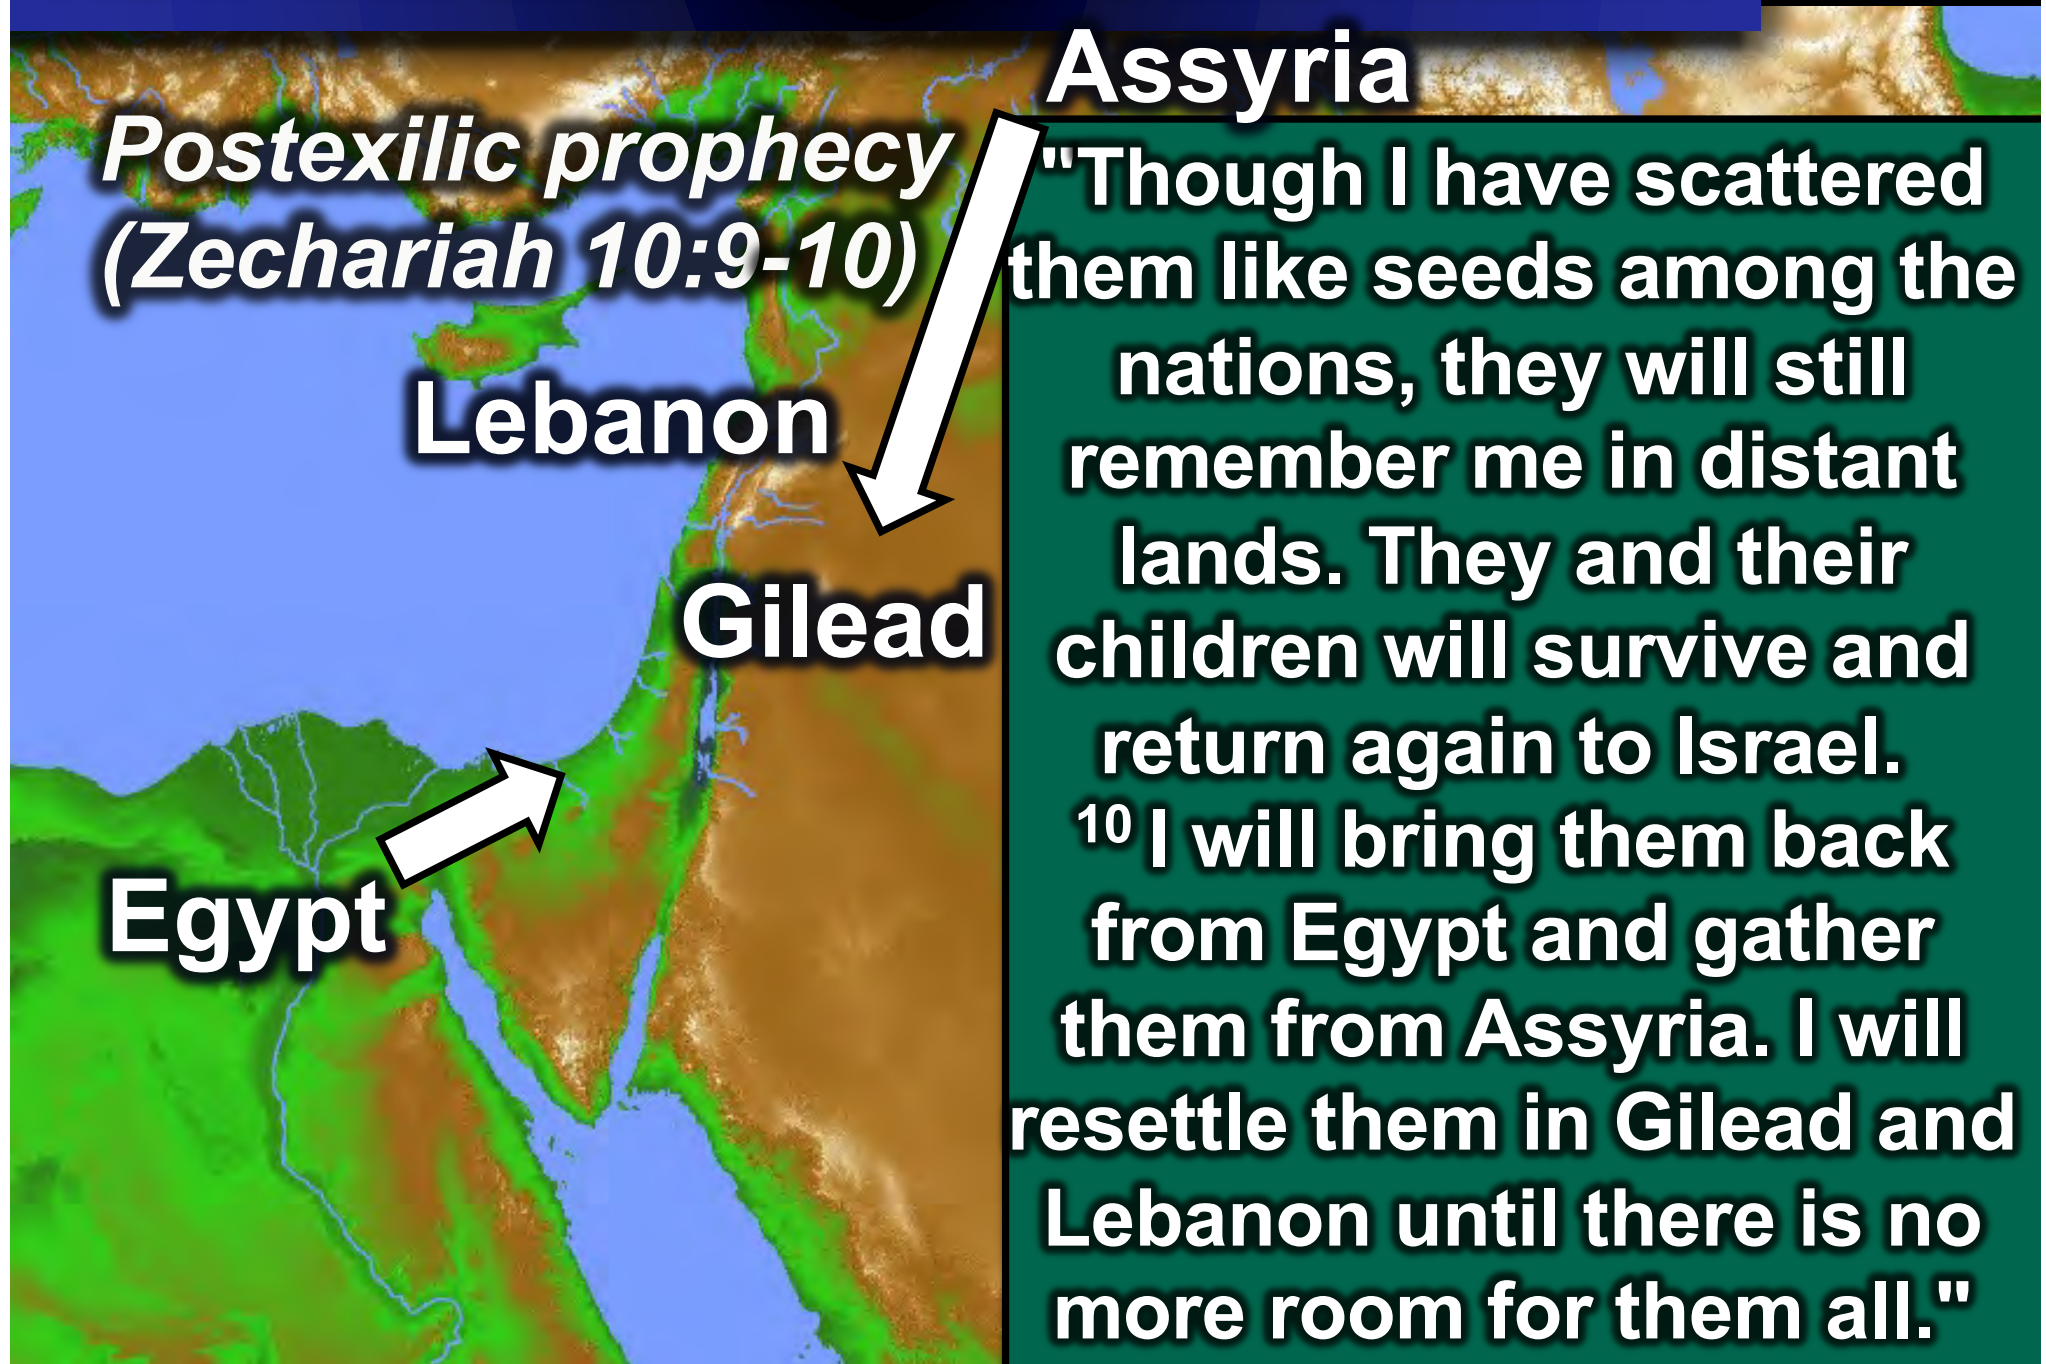 Assyria
Postexilic prophecy
(Zechariah 10:9-10)
Lebanon
Gilead
Egypt
"Though I have scattered
them like seeds among the
nations, they will still
remember me in distant
lands. They and their
children will survive and
return again to Israel.
10 I will bring them back
from Egypt and gather
them from Assyria. I will
resettle them in Gilead and
Lebanon until there is no
more room for them all."